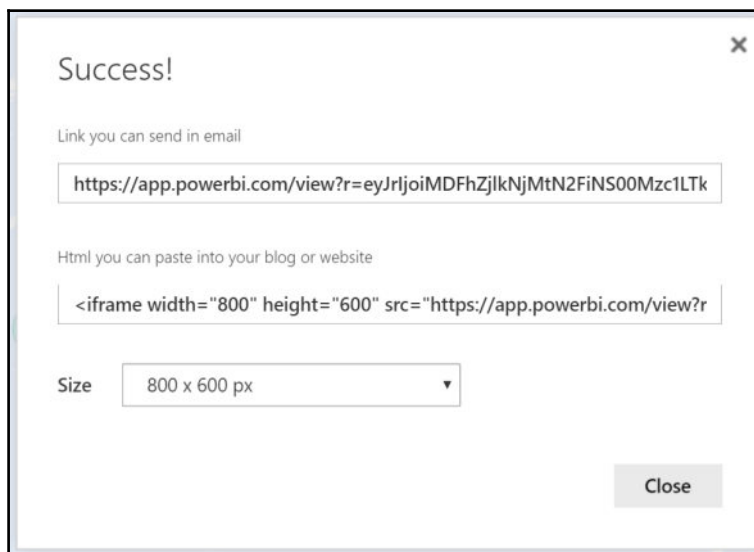 Success!
Link you can send in email
https://app.powerbi.com/view?r=eyJrIjoiMDFhZjlkNjMtN2FiNS00Mzc1LTk
Html you can paste into your blog or website
<iframe width="800" height="600" src="https://app.powerbi.com/view?r
Size 800 x 600 px
Close